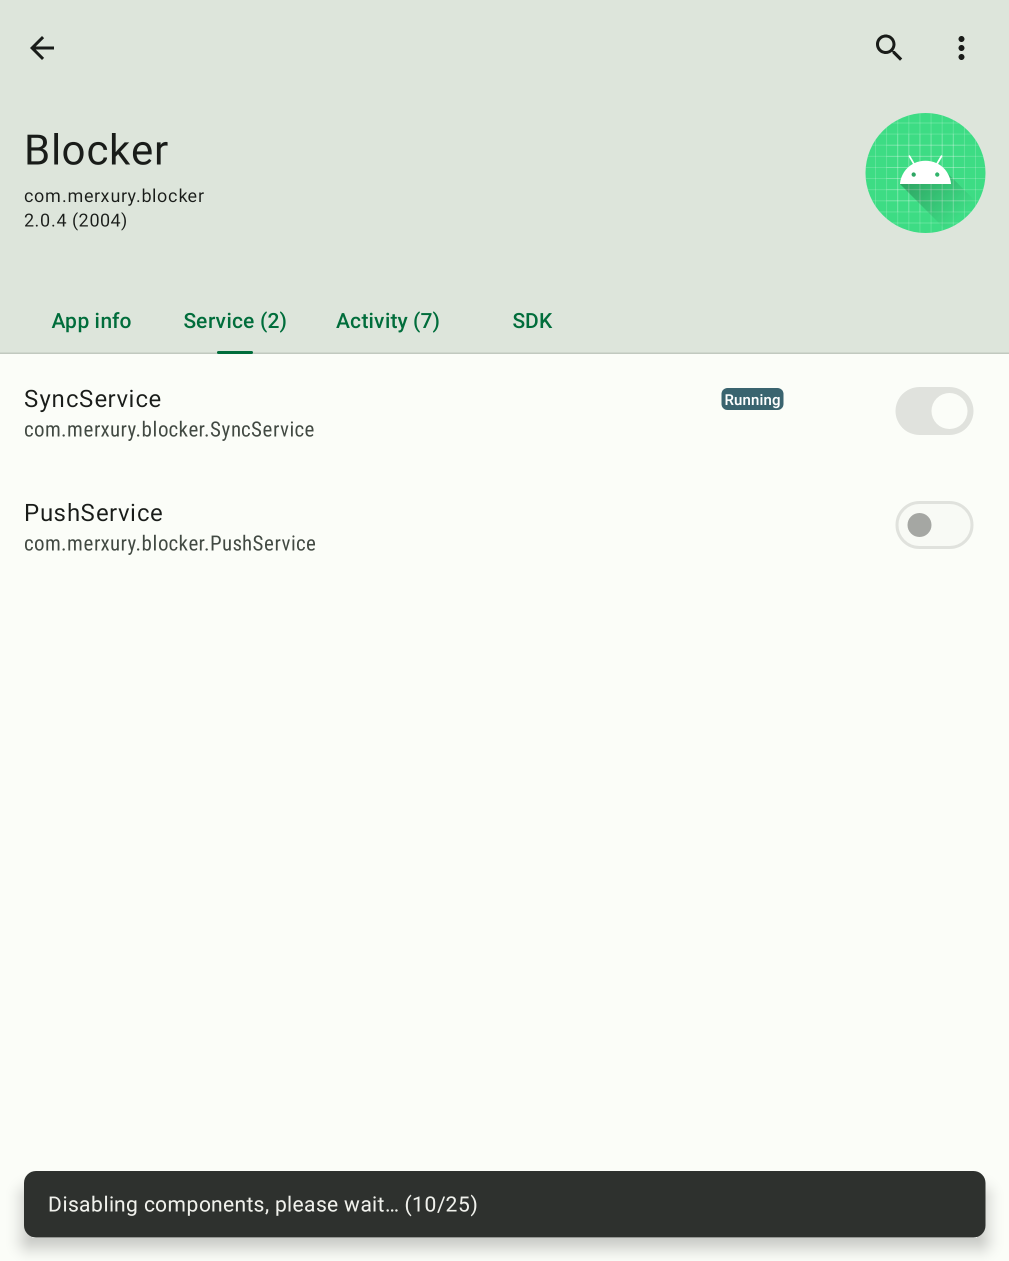 Blocker
com.merxury.blocker
2.0.4 (2004)
App info
Service (2)
Activity (7)
SDK
SyncService
Running
com.merxury.blocker.SyncService
PushService
com.merxury.blocker.PushService
Disabling components, please wait… (10/25)